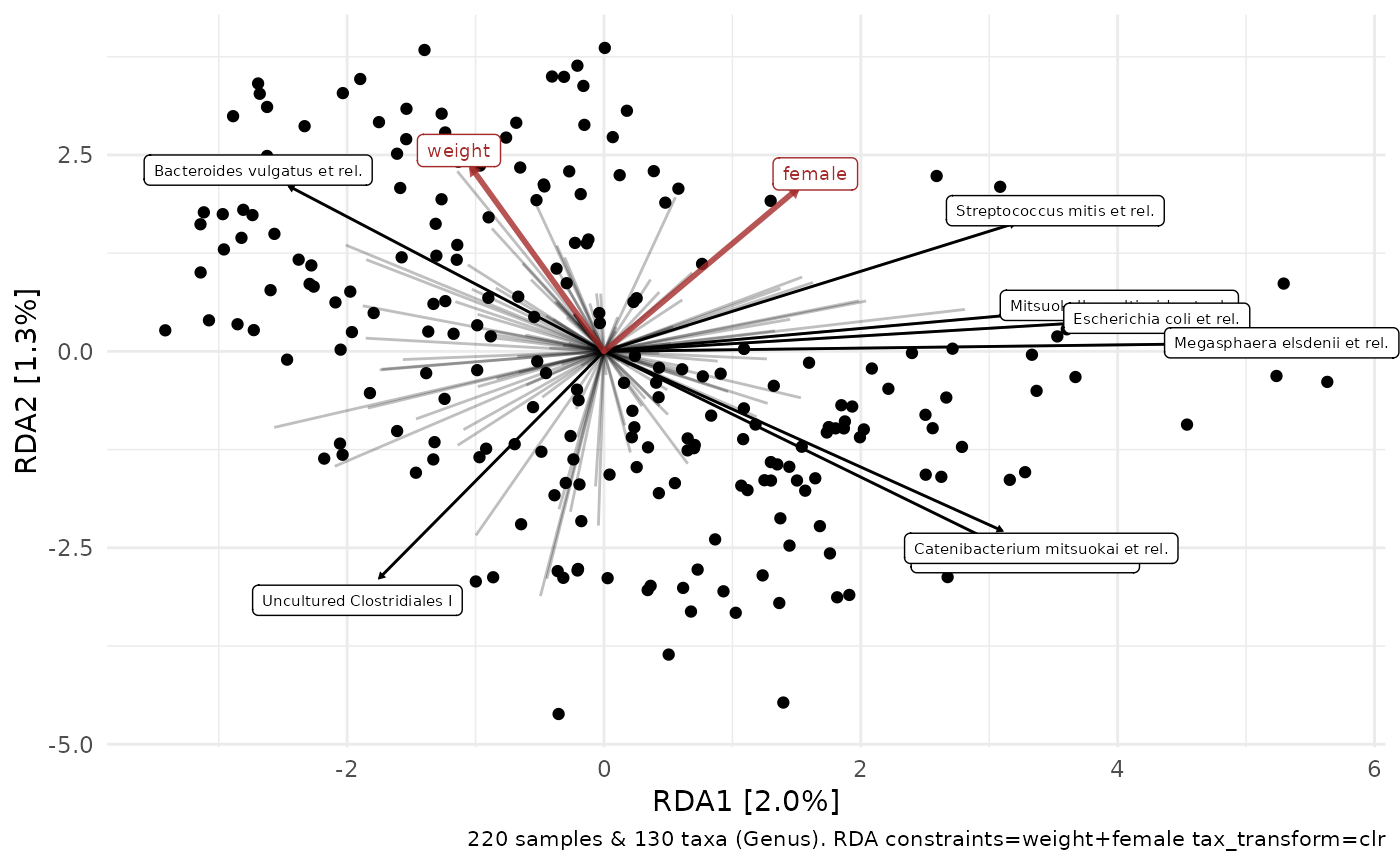 weight
female
Bacteroides vulgatus et rel.
Streptococcus mitis et rel.
Escherichia coli et rel.
Megasphaera elsdenii et rel.
Catenibacterium mitsuokai et rel.
Uncultured Clostridiales I
2.5
0.0
-2.5
-5.0
RDA2 [1.3%]
-2
0
2
4
6
RDA1 [2.0%]
220 samples & 130 taxa (Genus). RDA constraints=weight+female tax_transform=clr